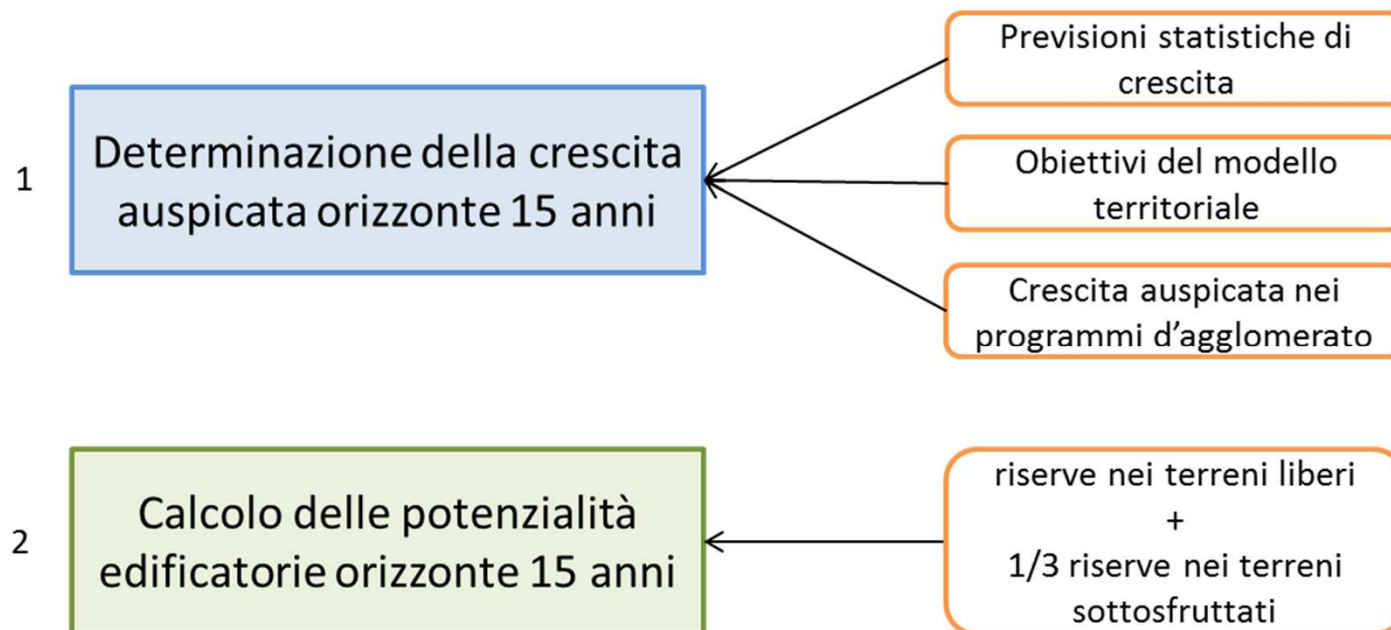 1
Determinazione della crescita
auspicata orizzonte 15 anni
Previsioni statistiche di
crescita
Obiettivi del modello
territoriale
Crescita auspicata nei
programmi d'agglomerato
2
Calcolo delle potenzialità
edificatorie orizzonte 15 anni
riserve nei terreni liberi
+
1/3 riserve nei terreni
sottosfruttati